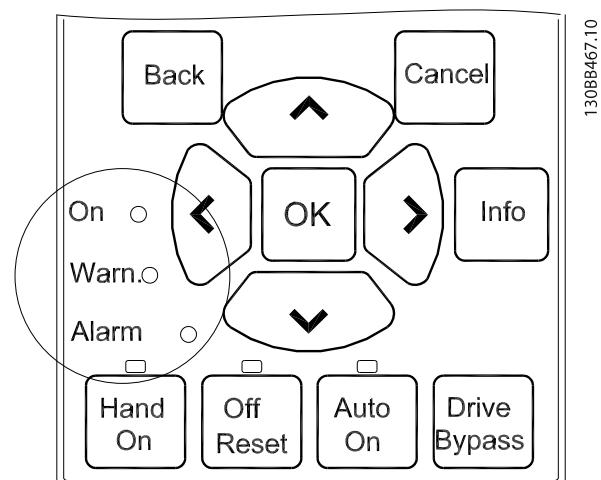 Back
Cancel
130BB467.10
On
OK
Info
Warn.
Alarm
Hand
On
Off
Reset
Auto
On
Drive
Bypass